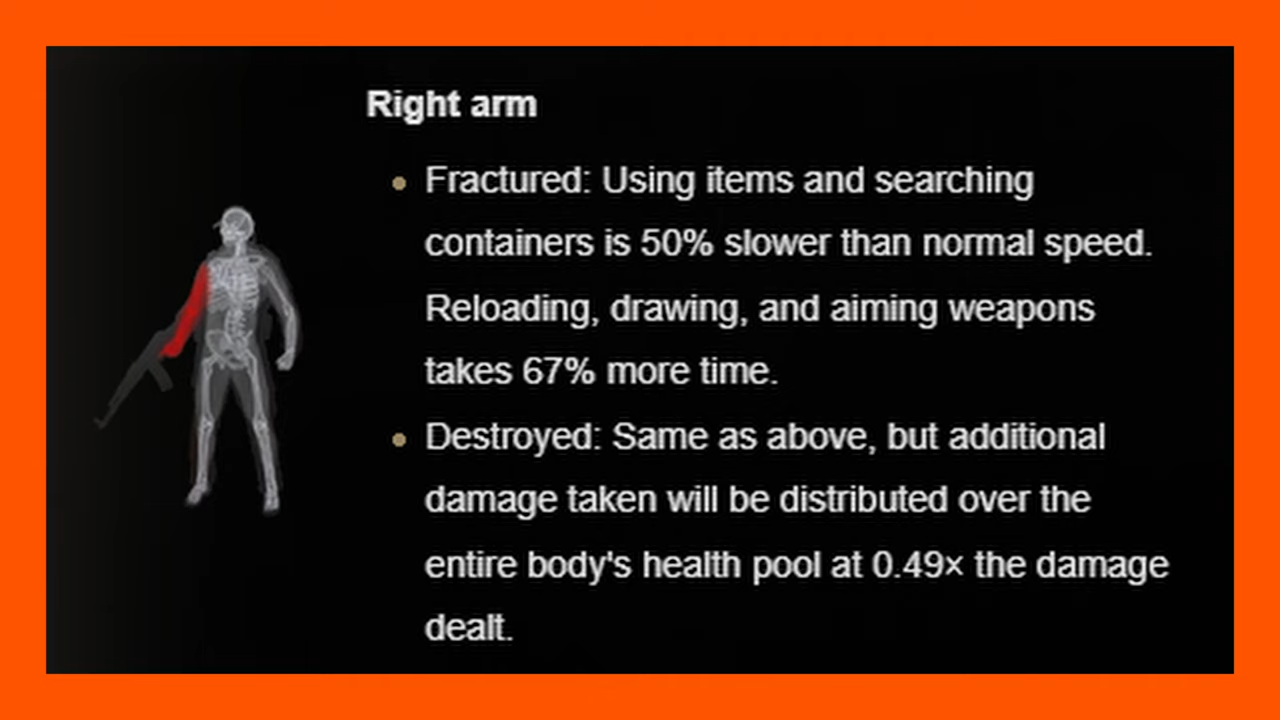 Right arm
Fractured: Using items and searching
containers is 50% slower than normal speed.
Reloading, drawing, and aiming weapons
takes 67% more time.
Destroyed: Same as above, but additional
damage taken will be distributed over the
entire body's health pool at 0.49× the damage
dealt.